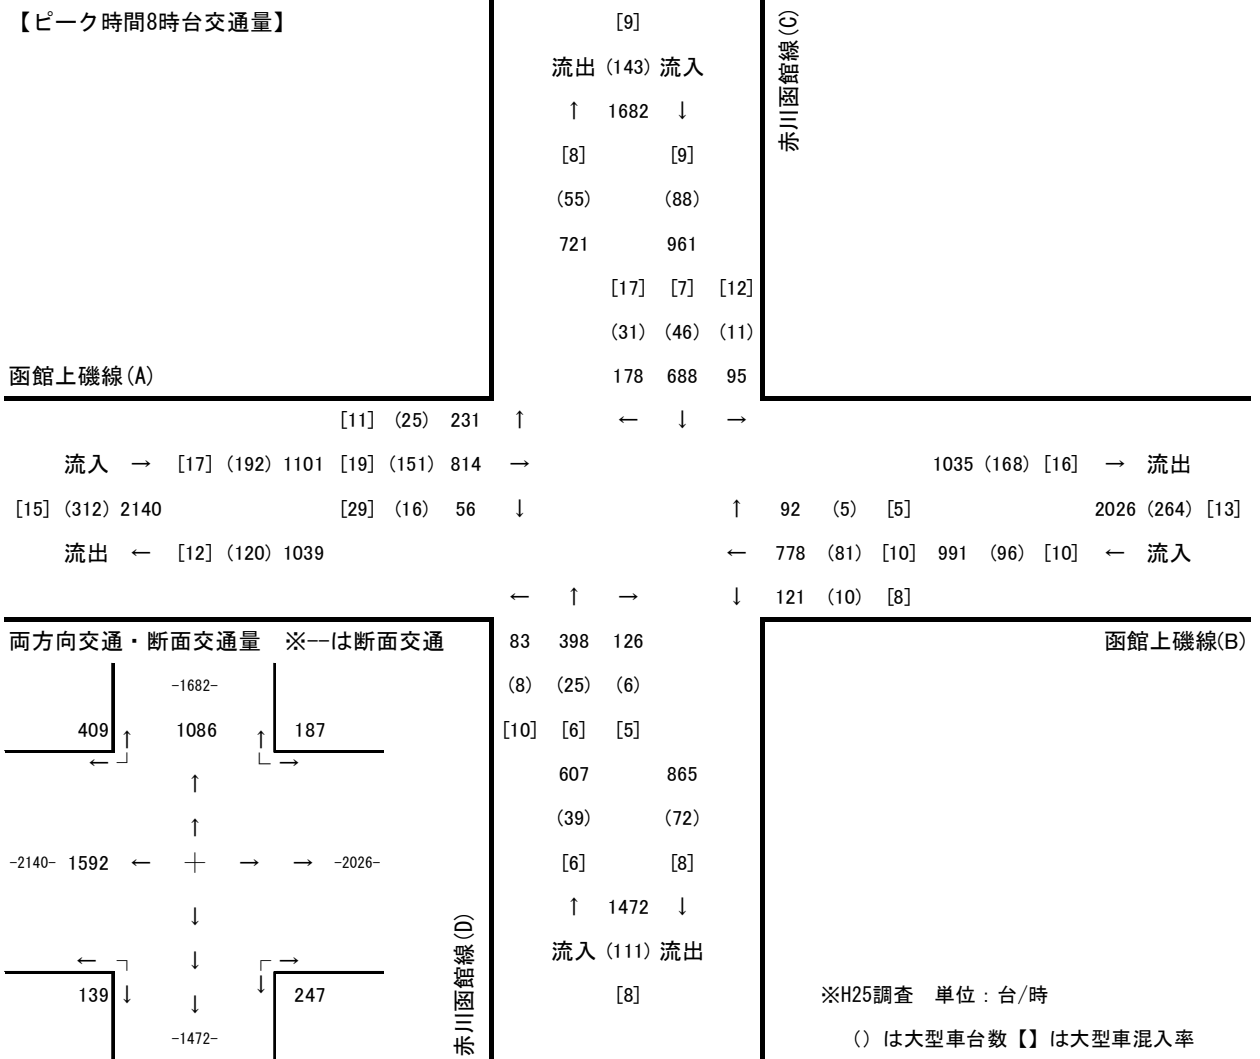 【ピーク時間8時台交通量】
[9]
流出 (143) 流入
↑ 1682 ↓
[8] [9]
(55) (88)
721 961
[17] [7] [12]
(31) (46) (11)
178 688 95
← ↓ →
赤川函館線(C)
函館上磯線(A)
[11] (25) 231 ↑
流入 → [17] (192) 1101 [19] (151) 814 →
[15] (312) 2140 [29] (16) 56 ↓
流出 ← [12] (120) 1039
1035 (168) [16] → 流出
↑ 92 (5) [5] 2026 (264) [13]
← 778 (81) [10] 991 (96) [10] ← 流入
↓ 121 (10) [8]
函館上磯線(B)
← ↑ →
83 398 126
(8) (25) (6)
[10] [6] [5]
607 865
(39) (72)
[6] [8]
↑ 1472 ↓
流入 (111) 流出
[8]
赤川函館線(D)
両方向交通・断面交通量　※--は断面交通
-1682-
409 ↑ 1086 ↑ 187
← →
↑
↑
-2140- 1592 ← → → -2026-
↓
← ↓ →
139 ↓ ↓ 247
↓
-1472-
※H25調査　単位：台/時
()は大型車台数【】は大型車混入率